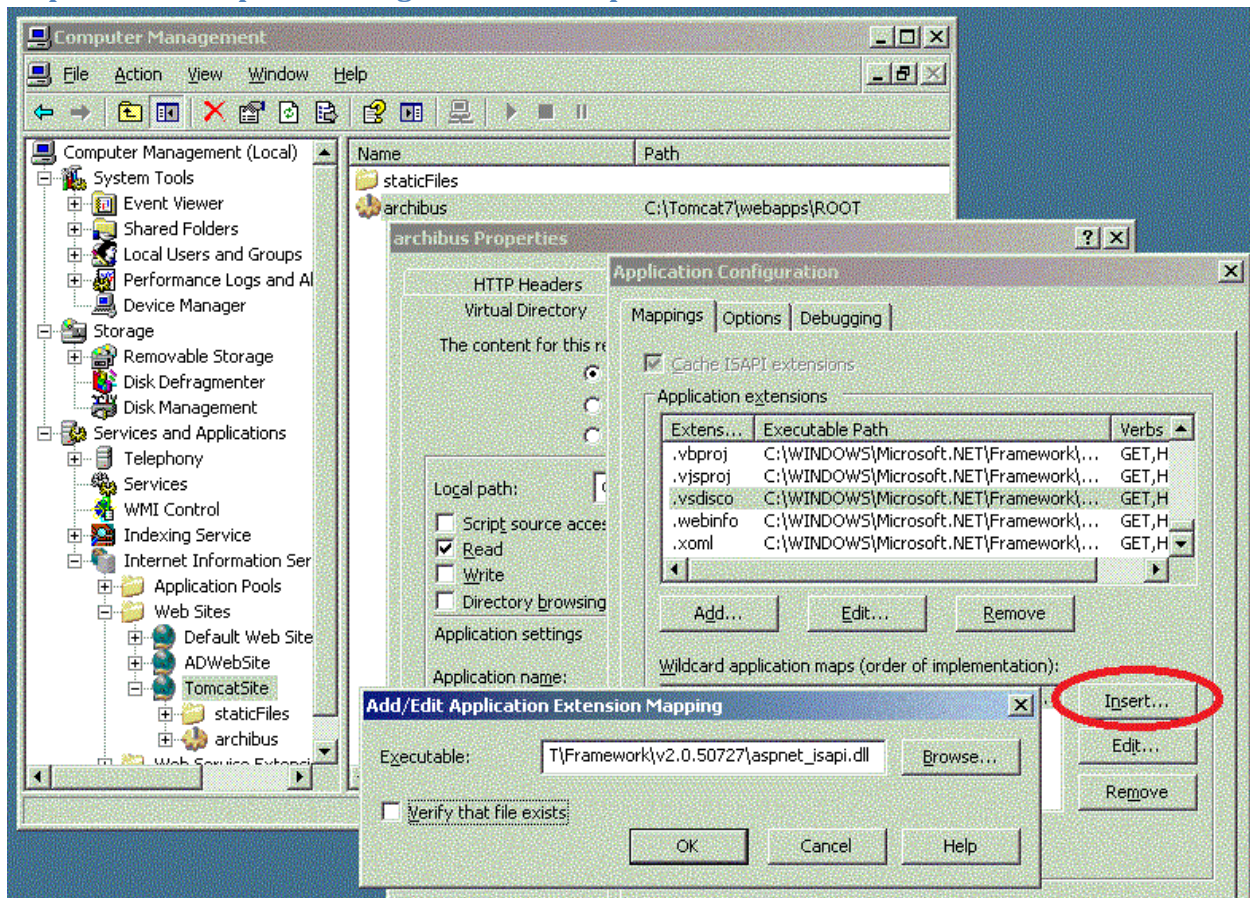 Computer Management
File Action View Window Help
Name Path
Computer Management (Local)
System Tools
Event Viewer
Shared Folders
Local Users and Groups
Performance Logs and Al
Device Manager
Storage
Removable Storage
Disk Defragmenter
Disk Management
Services and Applications
Telephony
Services
WMI Control
Indexing Service
Internet Information Ser
Application Pools
Web Sites
Default Web Site
ADWebSite
TomcatSite
staticFiles
archibus
Web Service Extensi
staticFiles
archibus C:\Tomcat7\webapps\ROOT
archibus Properties
HTTP Headers
Virtual Directory
The content for this re
Local path:
Script source acces
Read
Write
Directory browsing
Application settings
Application name:
Application Configuration
Mappings Options Debugging
Cache ISAPI extensions
Application extensions
Extens... Executable Path Verbs
.vbproj C:\WINDOWS\Microsoft.NET\Framework\... GET,H
.vjsproj C:\WINDOWS\Microsoft.NET\Framework\... GET,H
.vsdisco C:\WINDOWS\Microsoft.NET\Framework\... GET,H
.webinfo C:\WINDOWS\Microsoft.NET\Framework\... GET,H
.xoml C:\WINDOWS\Microsoft.NET\Framework\... GET,H
Add... Edit... Remove
Wildcard application maps (order of implementation):
Insert...
Edit...
Remove
Add/Edit Application Extension Mapping
Executable: T\Framework\v2.0.50727\aspnet_isapi.dll Browse...
Verify that file exists
OK Cancel Help